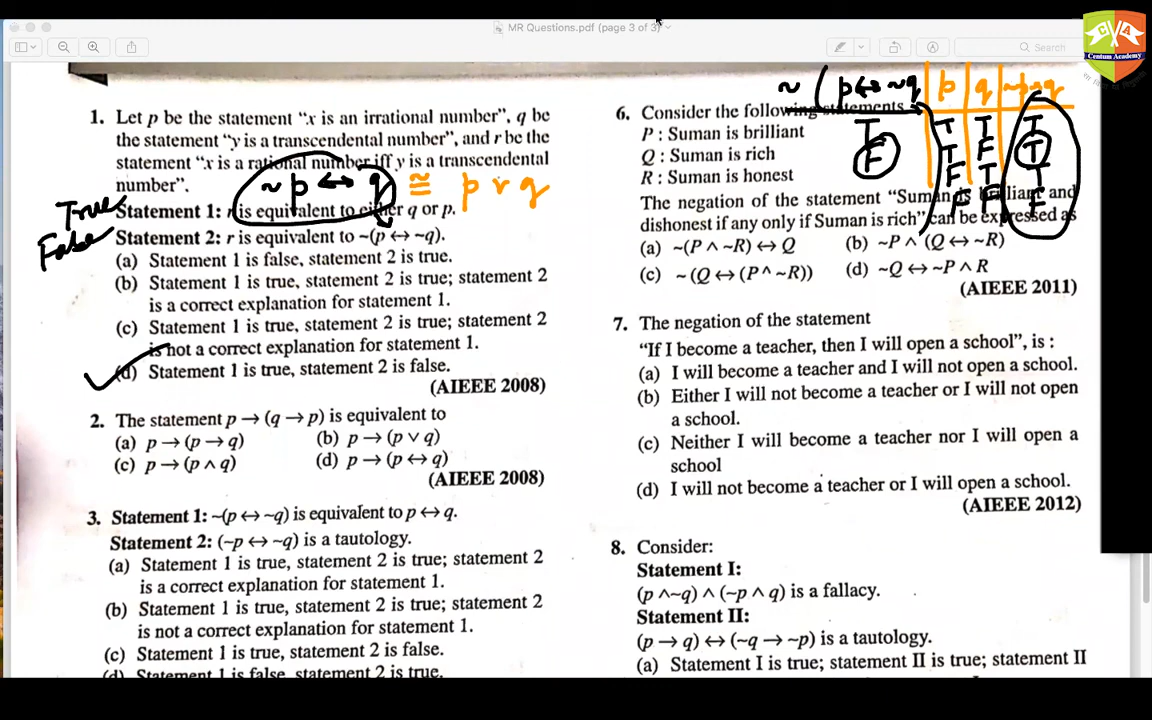 MR Questions.pdf (page 3 of 3)
Search
CVA
Centum Academy
1. Let p be the statement “x is an irrational number”, q be
the statement “y is a transcendental number”, and r be the
statement “x is a rational number iff y is a transcendental
number”.
~p ↔ q ≅ p v q
True
Statement 1: r is equivalent to either q or p.
False
Statement 2: r is equivalent to ~(p ↔ ~q).
(a) Statement 1 is false, statement 2 is true.
(b) Statement 1 is true, statement 2 is true; statement 2
is a correct explanation for statement 1.
(c) Statement 1 is true, statement 2 is true; statement 2
is not a correct explanation for statement 1.
(d) Statement 1 is true, statement 2 is false.
(AIEEE 2008)
2. The statement p → (q → p) is equivalent to
(a) p → (p → q) (b) p → (p ∨ q)
(c) p → (p ∧ q) (d) p → (p ↔ q)
(AIEEE 2008)
3. Statement 1: ~(p ↔ ~q) is equivalent to p ↔ q.
Statement 2: (~p ↔ ~q) is a tautology.
(a) Statement 1 is true, statement 2 is true; statement 2
is a correct explanation for statement 1.
(b) Statement 1 is true, statement 2 is true; statement 2
is not a correct explanation for statement 1.
(c) Statement 1 is true, statement 2 is false.
(d) Statement 1 is false, statement 2 is true.
~(p ↔ ~q) p q ~p→q
T T T T
F T F T
F T T
F F F
6. Consider the following statements
P : Suman is brilliant
Q : Suman is rich
R : Suman is honest
The negation of the statement “Suman is brilliant and
dishonest if any only if Suman is rich” can be expressed as
(a) ~(P ∧ ~R) ↔ Q (b) ~P ∧ (Q ↔ ~R)
(c) ~ (Q ↔ (P ∧ ~R)) (d) ~Q ↔ ~P ∧ R
(AIEEE 2011)
7. The negation of the statement
“If I become a teacher, then I will open a school”, is :
(a) I will become a teacher and I will not open a school.
(b) Either I will not become a teacher or I will not open
a school.
(c) Neither I will become a teacher nor I will open a
school
(d) I will not become a teacher or I will open a school.
(AIEEE 2012)
8. Consider:
Statement I:
(p ∧ ~q) ∧ (~p ∧ q) is a fallacy.
Statement II:
(p → q) ↔ (~q → ~p) is a tautology.
(a) Statement I is true; statement II is true; statement II